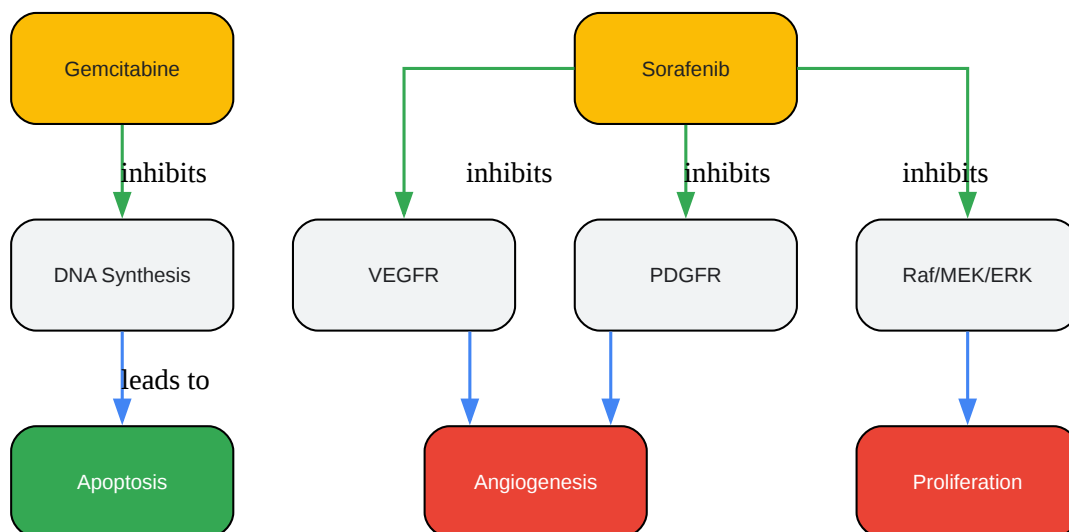 Gemcitabine
Sorafenib
inhibits
inhibits
inhibits
inhibits
DNA Synthesis
VEGFR
PDGFR
Raf/MEK/ERK
leads to
Apoptosis
Angiogenesis
Proliferation